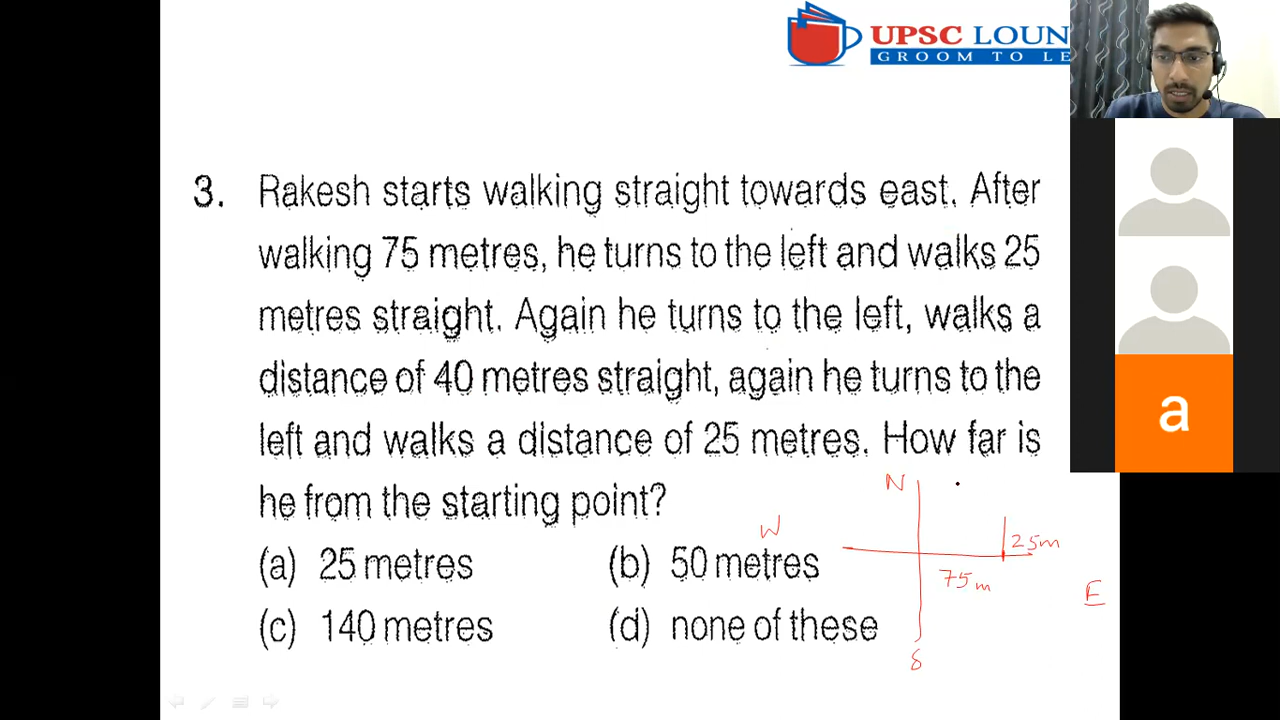 UPSC LOUN
GROOM TO LE
3. Rakesh starts walking straight towards east. After
walking 75 metres, he turns to the left and walks 25
metres straight. Again he turns to the left, walks a
distance of 40 metres straight, again he turns to the
left and walks a distance of 25 metres. How far is
he from the starting point?
(a) 25 metres (b) 50 metres
(c) 140 metres (d) none of these
N
W
25m
75m
E
S
a